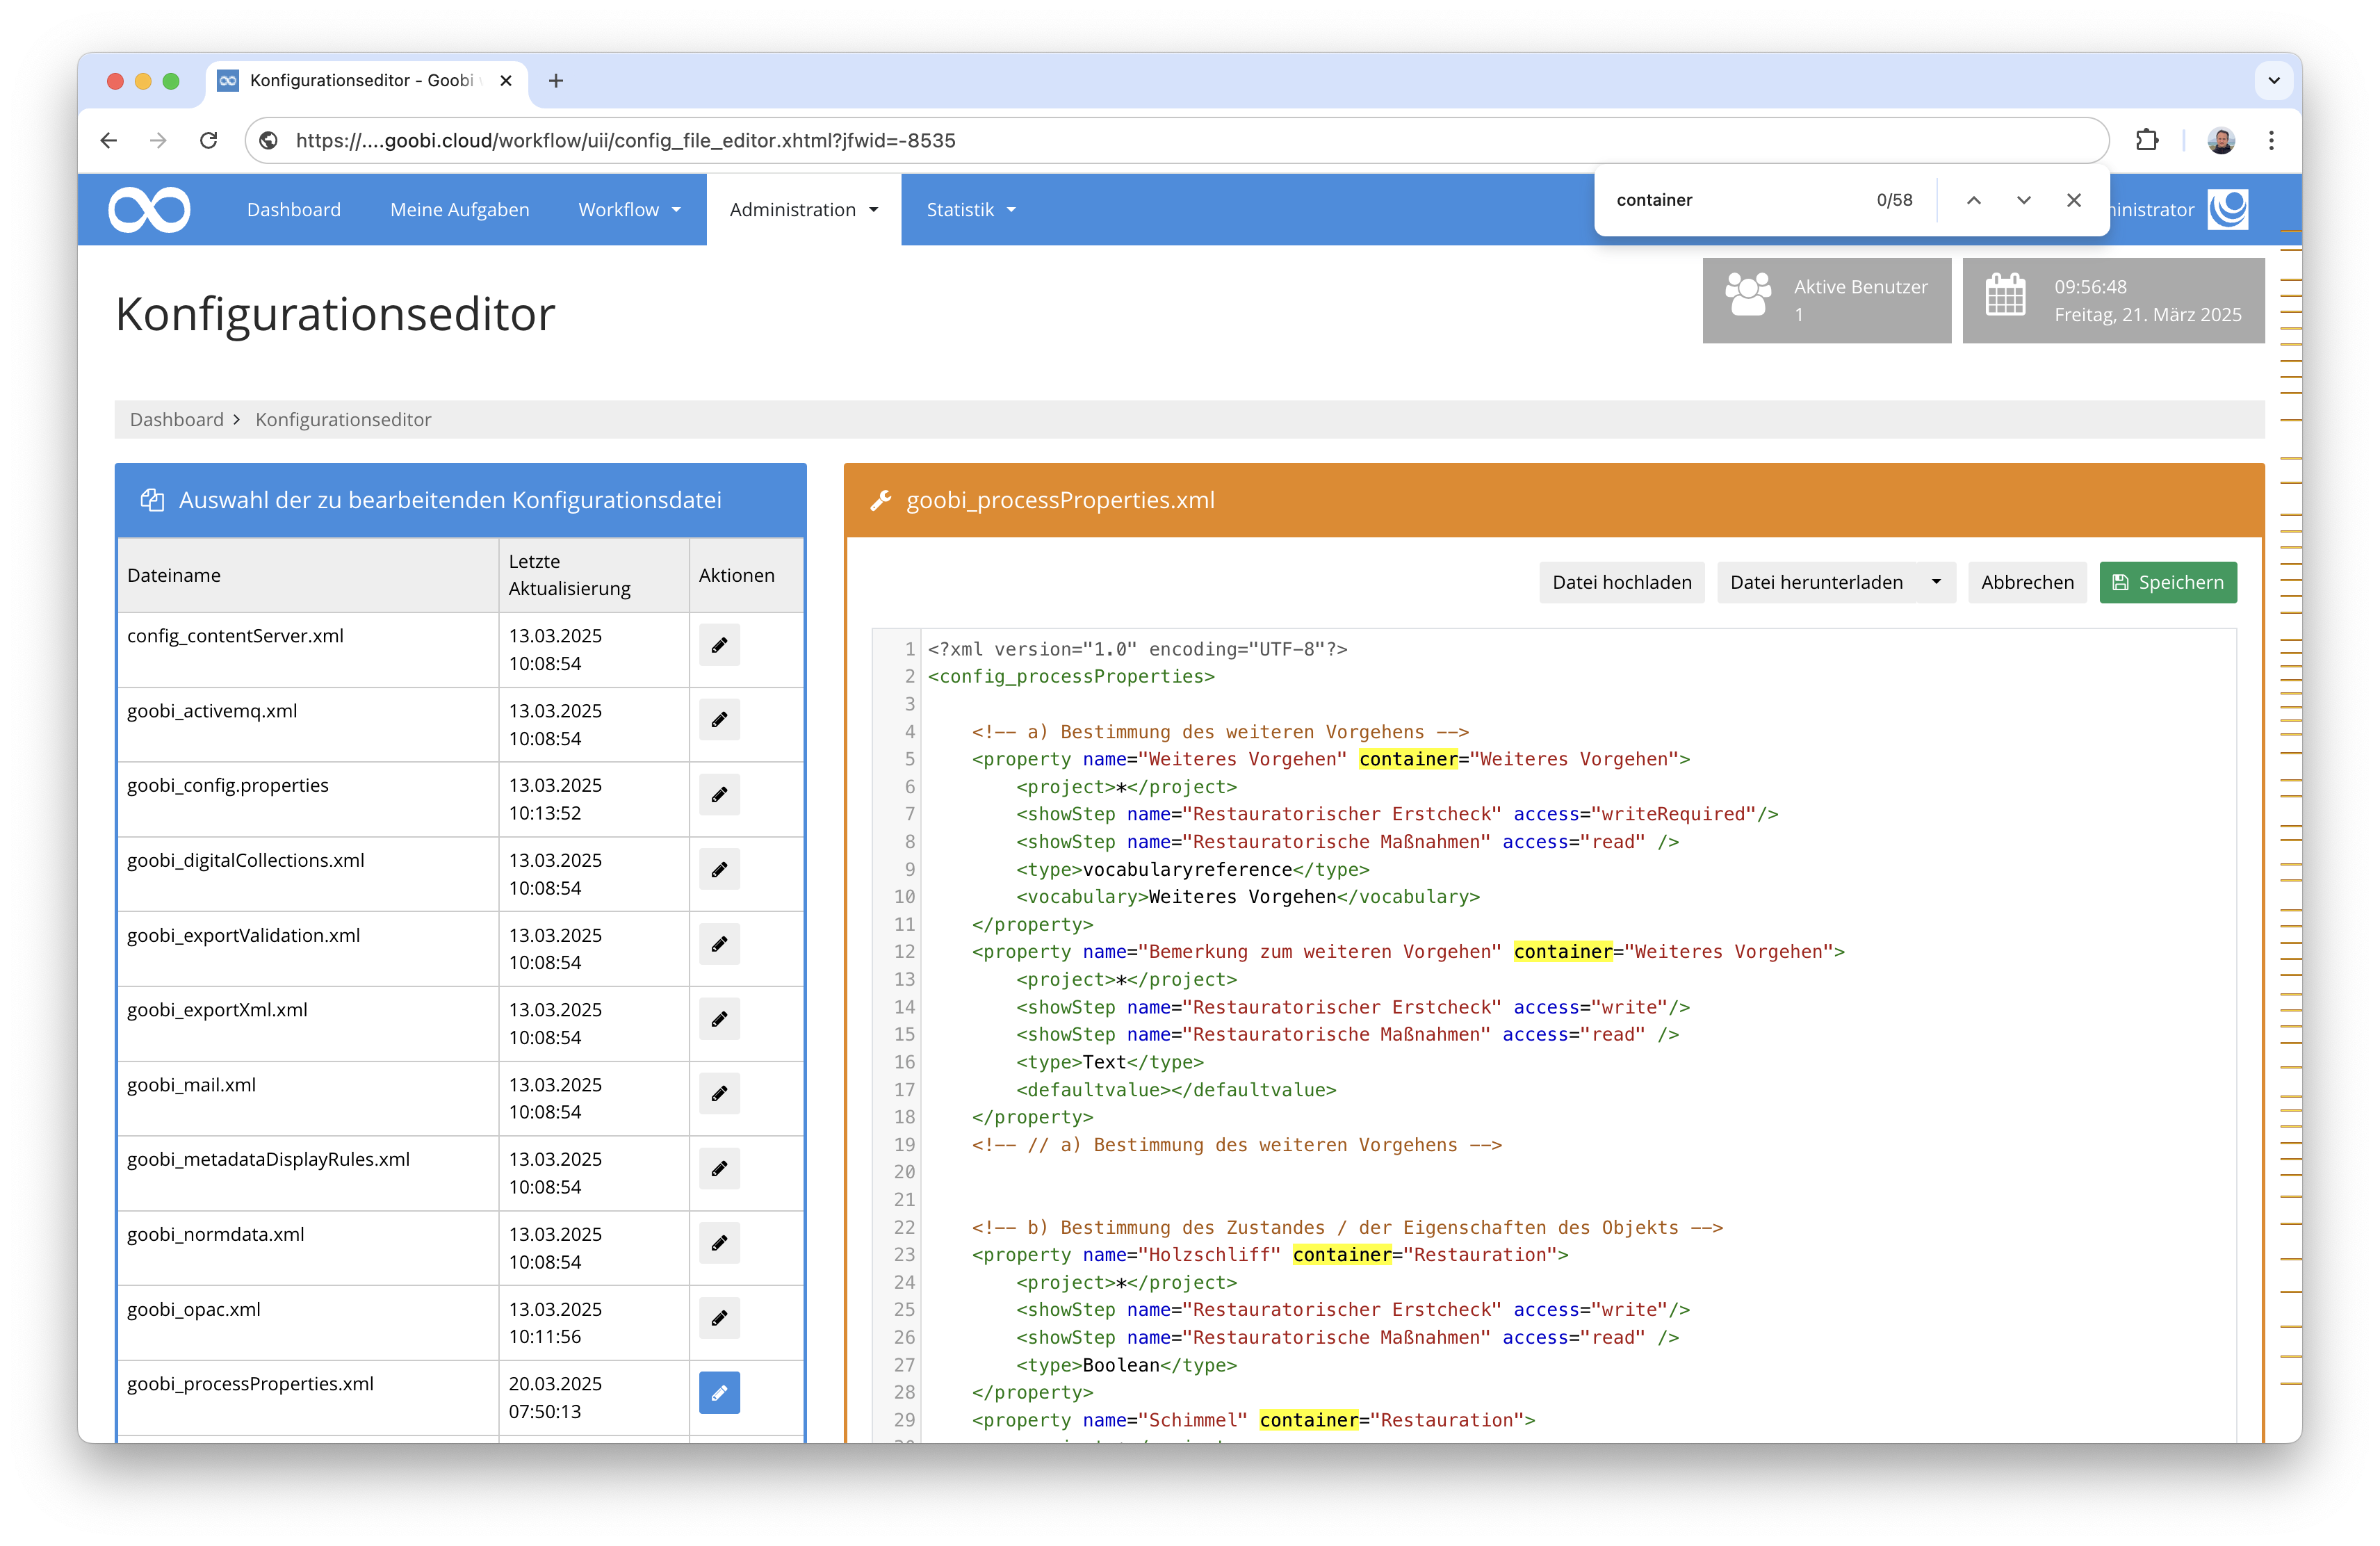 Konfigurationseditor - Goobi
https://....goobi.cloud/workflow/uii/config_file_editor.xhtml?jfwid=-8535
Dashboard
Meine Aufgaben
Workflow
Administration
Statistik
container
0/58
Konfigurationseditor
Aktive Benutzer
1
09:56:48
Freitag, 21. März 2025
Dashboard > Konfigurationseditor
Auswahl der zu bearbeitenden Konfigurationsdatei
Dateiname
Letzte
Aktualisierung
Aktionen
config_contentServer.xml
13.03.2025
10:08:54
goobi_activemq.xml
13.03.2025
10:08:54
goobi_config.properties
13.03.2025
10:13:52
goobi_digitalCollections.xml
13.03.2025
10:08:54
goobi_exportValidation.xml
13.03.2025
10:08:54
goobi_exportXml.xml
13.03.2025
10:08:54
goobi_mail.xml
13.03.2025
10:08:54
goobi_metadataDisplayRules.xml
13.03.2025
10:08:54
goobi_normdata.xml
13.03.2025
10:08:54
goobi_opac.xml
13.03.2025
10:11:56
goobi_processProperties.xml
20.03.2025
07:50:13
goobi_processProperties.xml
Datei hochladen
Datei herunterladen
Abbrechen
Speichern
1 <?xml version="1.0" encoding="UTF-8"?>
2 <config_processProperties>
3
4 <!-- a) Bestimmung des weiteren Vorgehens -->
5 <property name="Weiteres Vorgehen" container="Weiteres Vorgehen">
6 <project>*</project>
7 <showStep name="Restauratorischer Erstcheck" access="writeRequired"/>
8 <showStep name="Restauratorische Maßnahmen" access="read" />
9 <type>vocabularyreference</type>
10 <vocabulary>Weiteres Vorgehen</vocabulary>
11 </property>
12 <property name="Bemerkung zum weiteren Vorgehen" container="Weiteres Vorgehen">
13 <project>*</project>
14 <showStep name="Restauratorischer Erstcheck" access="write"/>
15 <showStep name="Restauratorische Maßnahmen" access="read" />
16 <type>Text</type>
17 <defaultvalue></defaultvalue>
18 </property>
19 <!-- // a) Bestimmung des weiteren Vorgehens -->
20
21
22 <!-- b) Bestimmung des Zustandes / der Eigenschaften des Objekts -->
23 <property name="Holzschliff" container="Restauration">
24 <project>*</project>
25 <showStep name="Restauratorischer Erstcheck" access="write"/>
26 <showStep name="Restauratorische Maßnahmen" access="read" />
27 <type>Boolean</type>
28 </property>
29 <property name="Schimmel" container="Restauration">